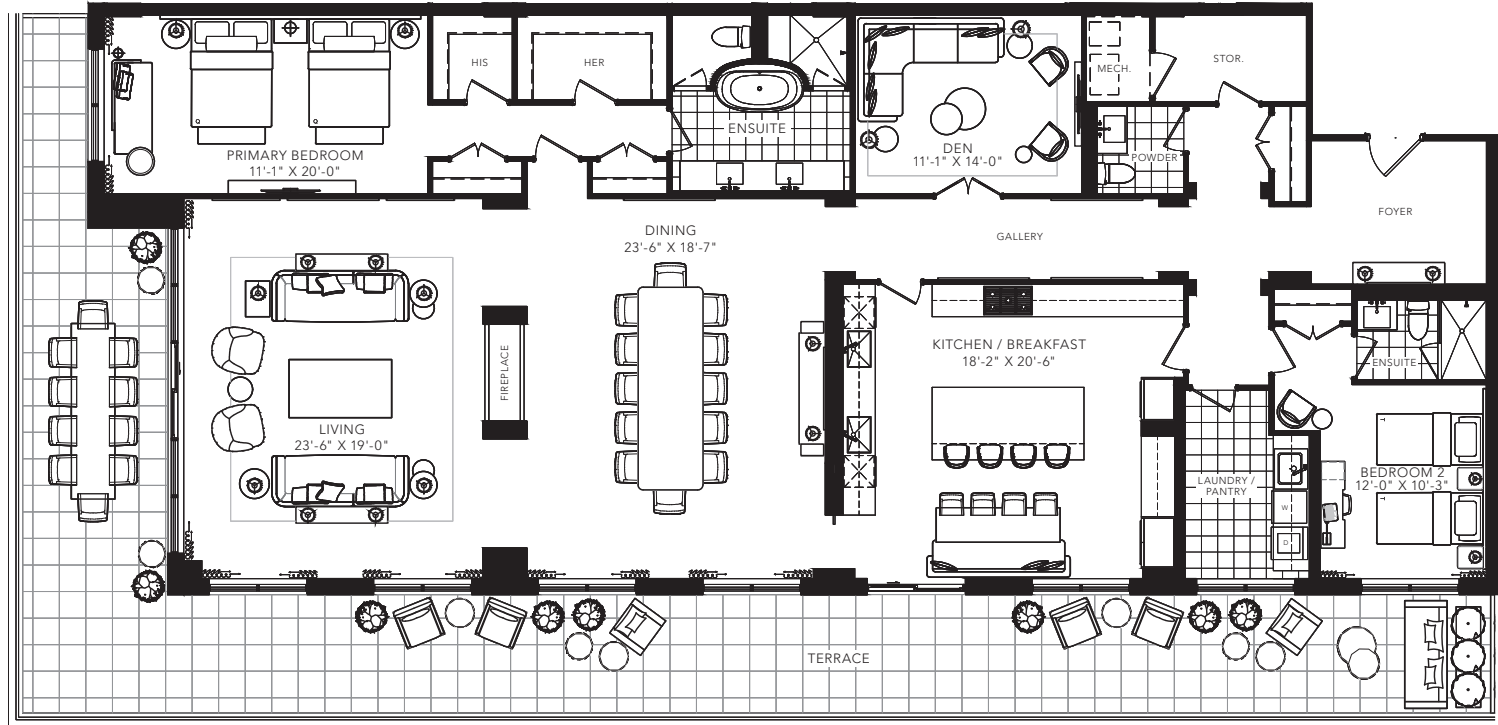 HIS
HER
MECH.
STOR.
ENSUITE
PRIMARY BEDROOM
11'-1" X 20'-0"
DEN
11'-1" X 14'-0"
POWDER
FOYER
DINING
23'-6" X 18'-7"
GALLERY
FIREPLACE
KITCHEN / BREAKFAST
18'-2" X 20'-6"
ENSUITE
LIVING
23'-6" X 19'-0"
LAUNDRY /
PANTRY
BEDROOM 2
12'-0" X 10'-3"
W
D
T
T
TERRACE